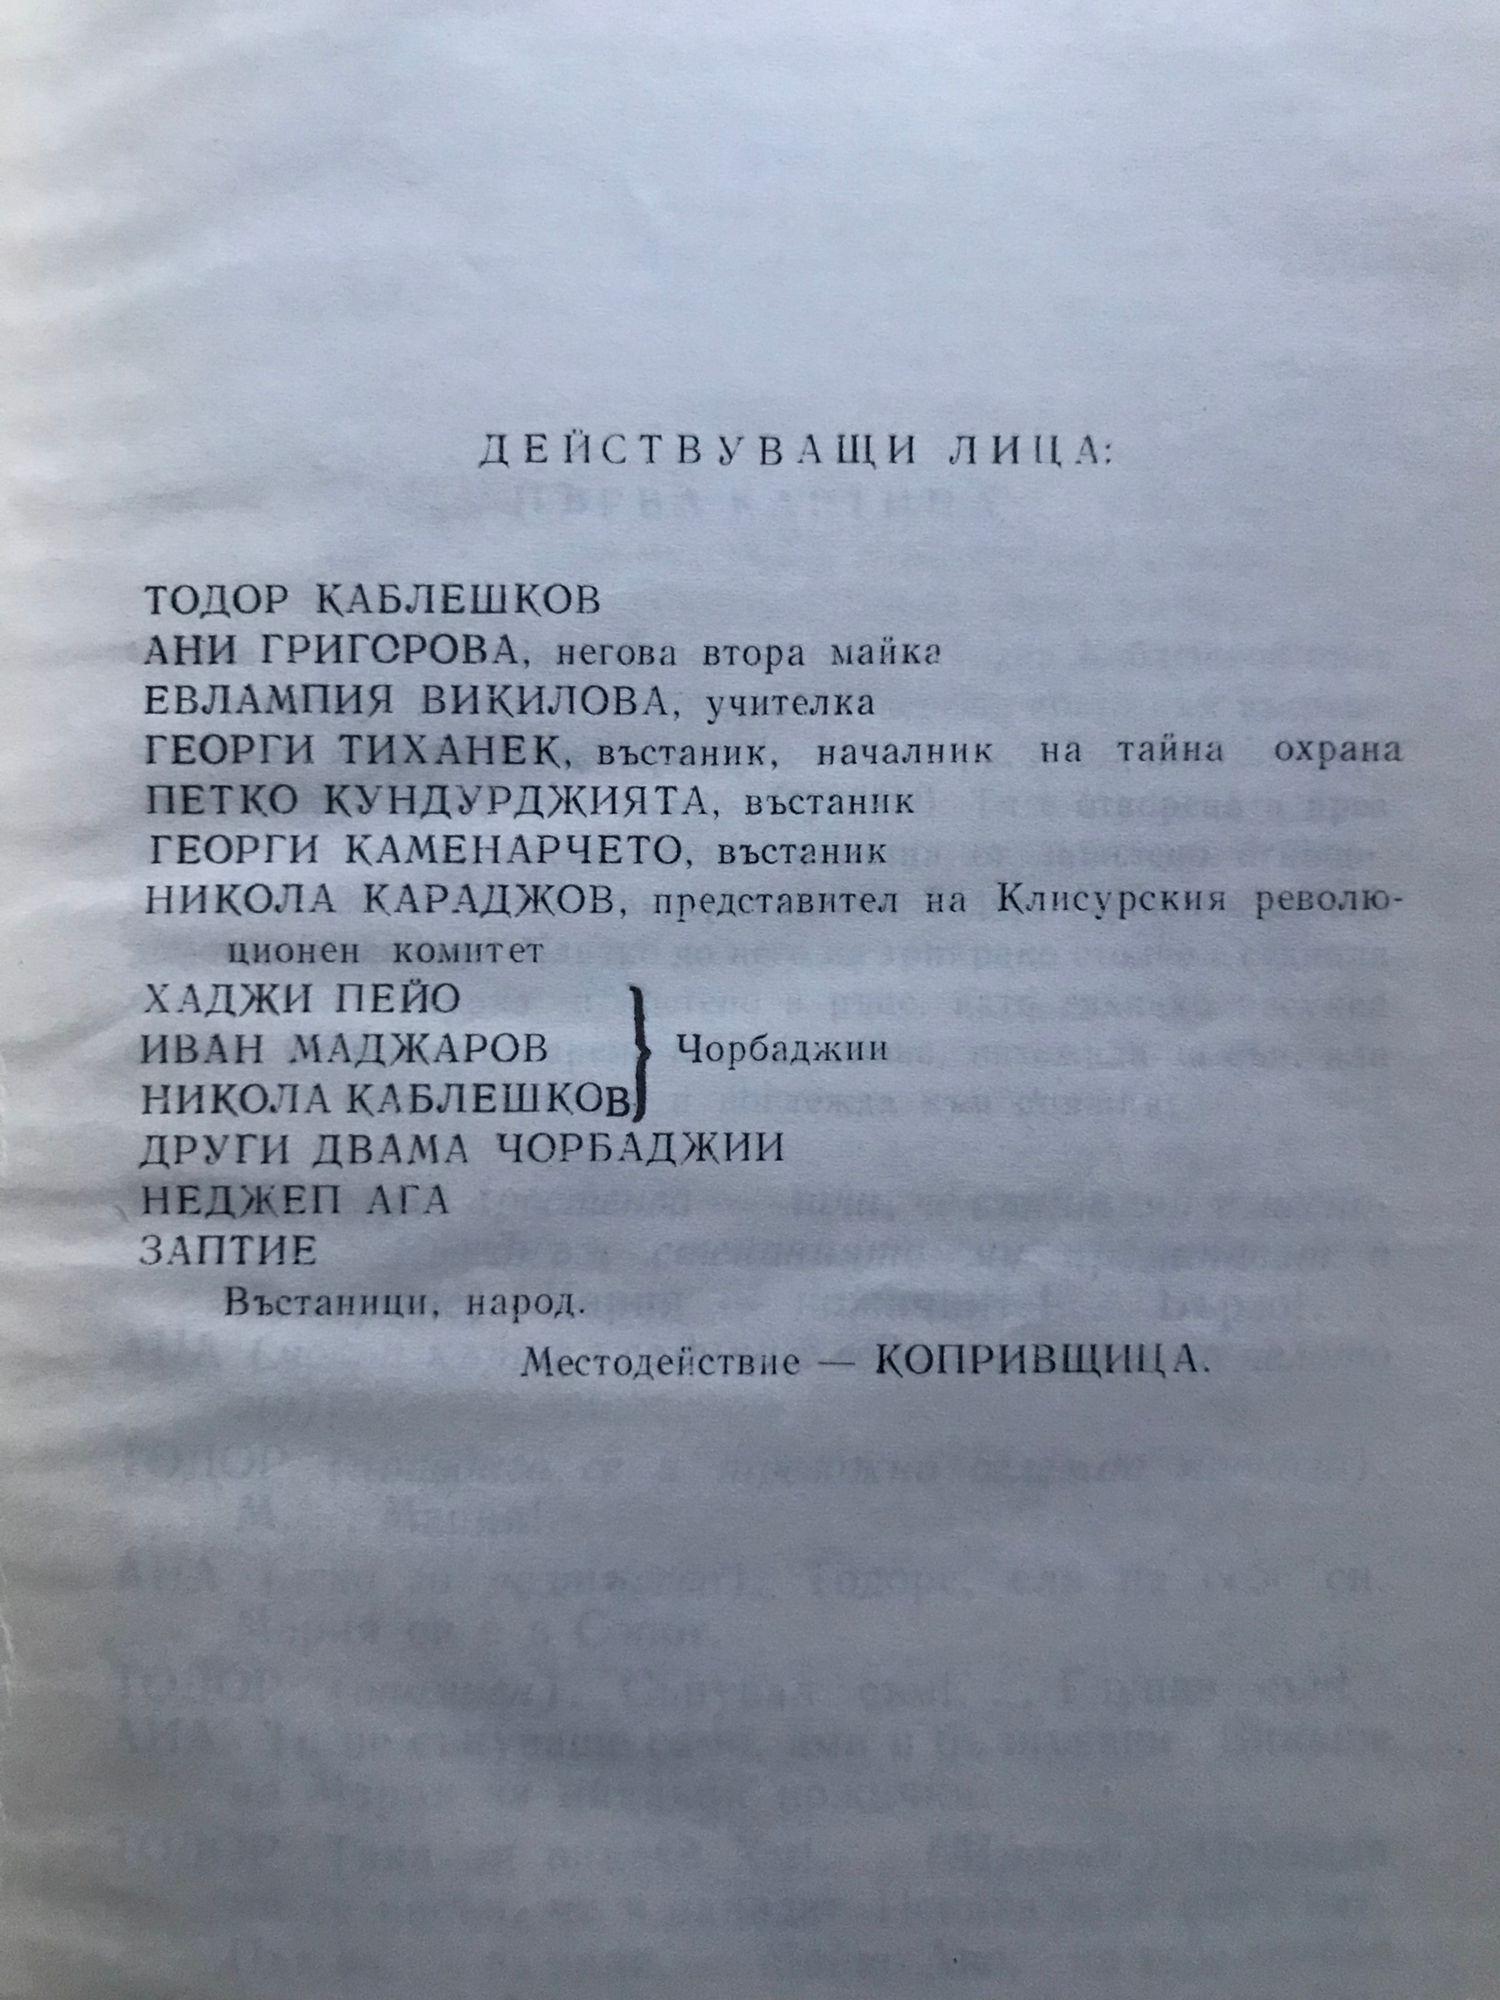 ДЕЙСТВУВАЩИ ЛИЦА:
ТОДОР КАБЛЕШКОВ
АНИ ГРИГОРОВА, негова втора майка
ЕВЛАМПИЯ ВИКИЛОВА, учителка
ГЕОРГИ ТИХАНЕК, въстаник, началник на тайна охрана
ПЕТКО КУНДУРДЖИЯТА, въстаник
ГЕОРГИ КАМЕНАРЧЕТО, въстаник
НИКОЛА КАРАДЖОВ, представител на Клисурския револю-
ционен комитет
ХАДЖИ ПЕЙО
ИВАН МАДЖАРОВ } Чорбаджии
НИКОЛА КАБЛЕШКОВ
ДРУГИ ДВАМА ЧОРБАДЖИИ
НЕДЖЕП АГА
ЗАПТИЕ
Въстаници, народ.
Местодействие — КОПРИВЩИЦА.